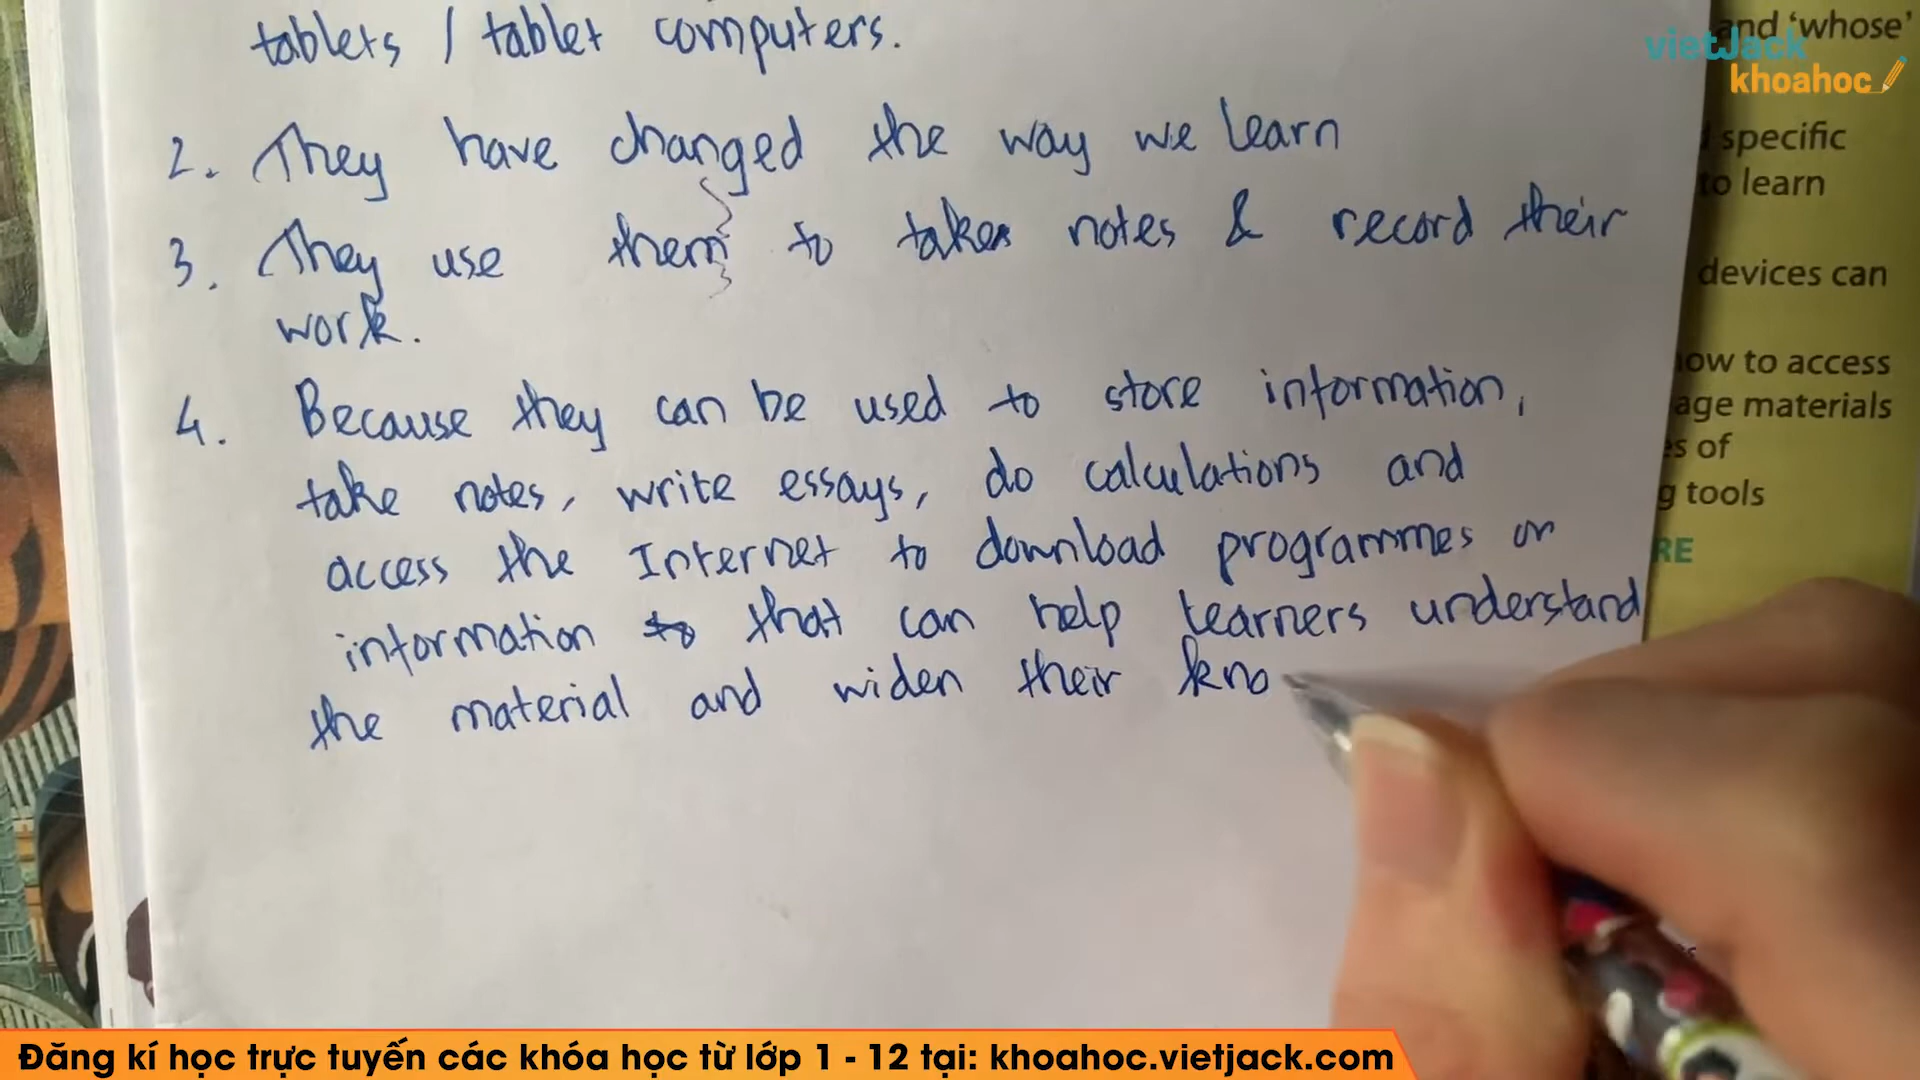 tablets / tablet computers.
2. They have changed the way we learn
3. They use them to take notes & record their
work.
4. Because they can be used to store information,
take notes, write essays, do calculations and
access the Internet to download programmes or
information that can help learners understand
the material and widen their kno
and 'whose'
specific
to learn
devices can
how to access
age materials
es of
g tools
RE
vietJack
khoahoc
Đăng kí học trực tuyến các khóa học từ lớp 1 - 12 tại: khoahoc.vietjack.com